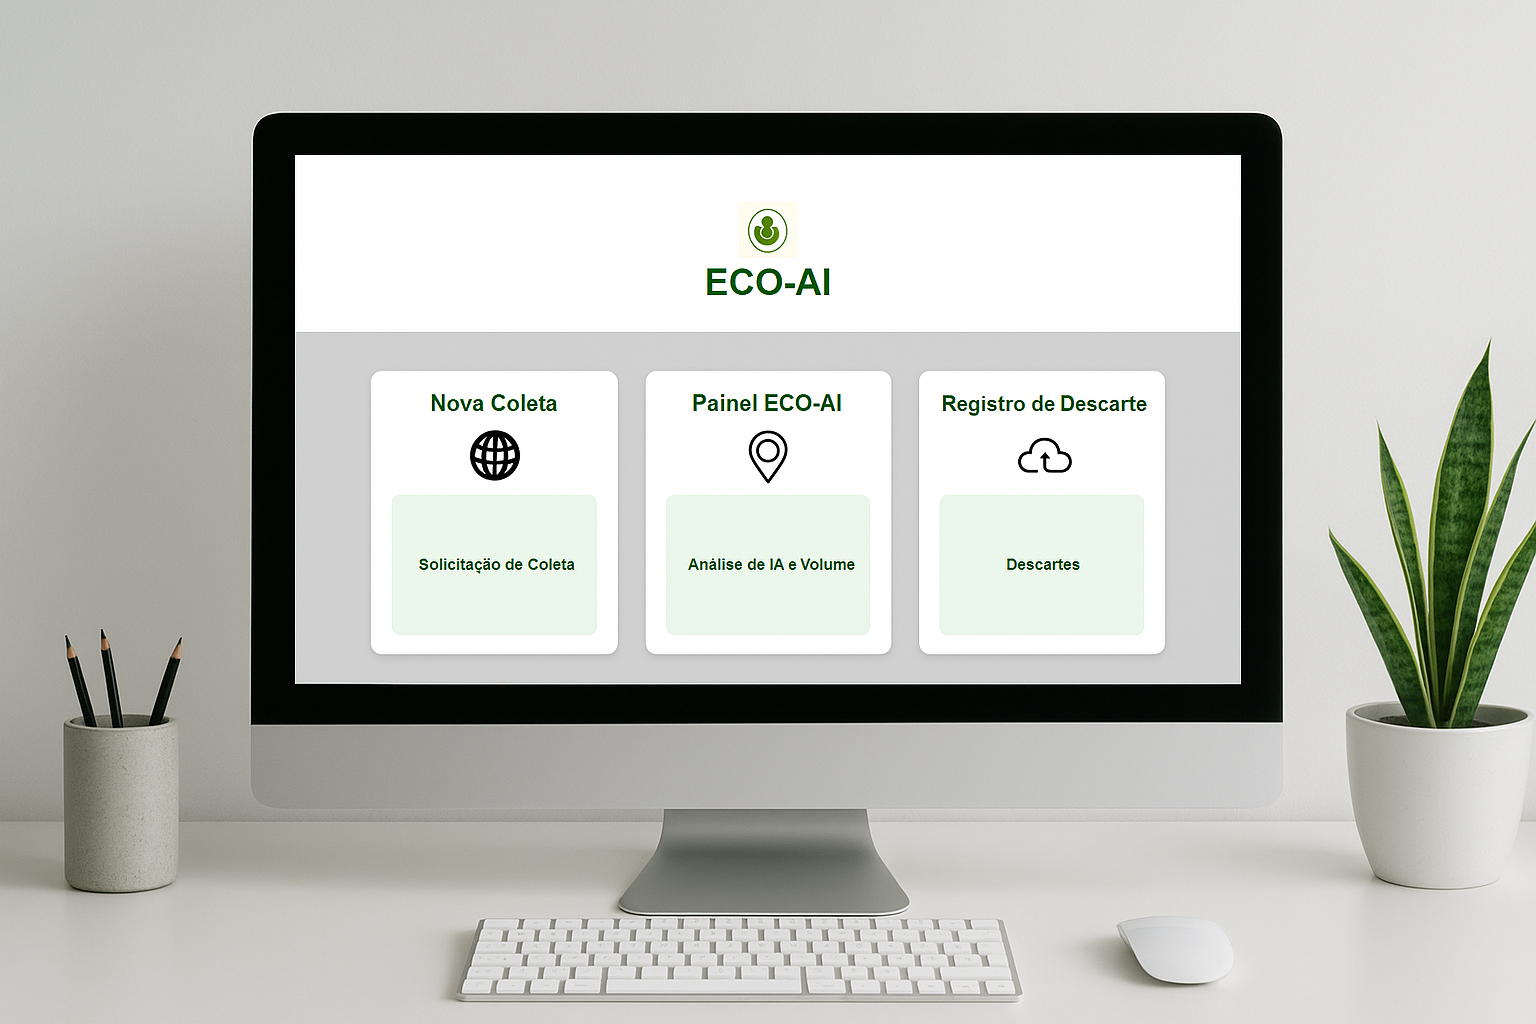 ECO-AI
Nova Coleta
Solicitação de Coleta
Painel ECO-AI
Análise de IA e Volume
Registro de Descarte
Descartes